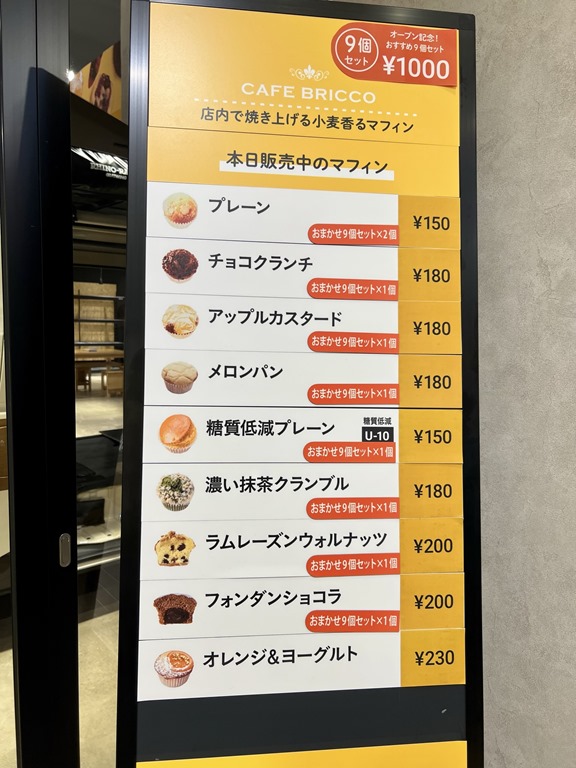 オープン記念!
おすすめ9個セット
9個
セット
¥1000
CAFE BRICCO
店内で焼き上げる小麦香るマフィン
本日販売中のマフィン
プレーン
おまかせ9個セット×2個
¥150
チョコクランチ
おまかせ9個セット×1個
¥180
アップルカスタード
おまかせ9個セット×1個
¥180
メロンパン
おまかせ9個セット×1個
¥180
糖質低減プレーン
糖質低減
U-10
おまかせ9個セット×1個
¥150
濃い抹茶クランブル
おまかせ9個セット×1個
¥180
ラムレーズンウォルナッツ
おまかせ9個セット×1個
¥200
フォンダンショコラ
おまかせ9個セット×1個
¥200
オレンジ&ヨーグルト
¥230